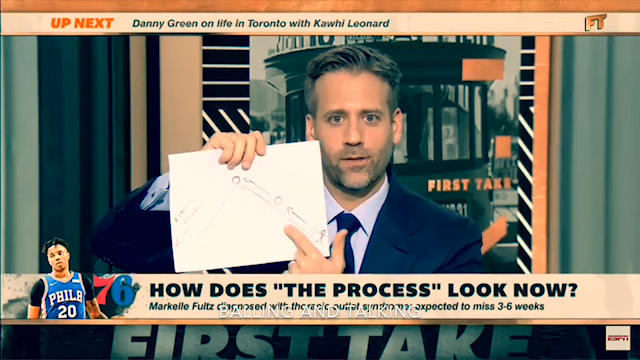 UP NEXT Danny Green on life in Toronto with Kawhi Leonard FT
FIRST TAKE
HOW DOES "THE PROCESS" LOOK NOW?
PHILA
20
76
Markelle Fultz diagnosed with thoracic outlet syndrome; expected to miss 3-6 weeks
BALLING AND TALKING
FIRST TAKE
ESPN